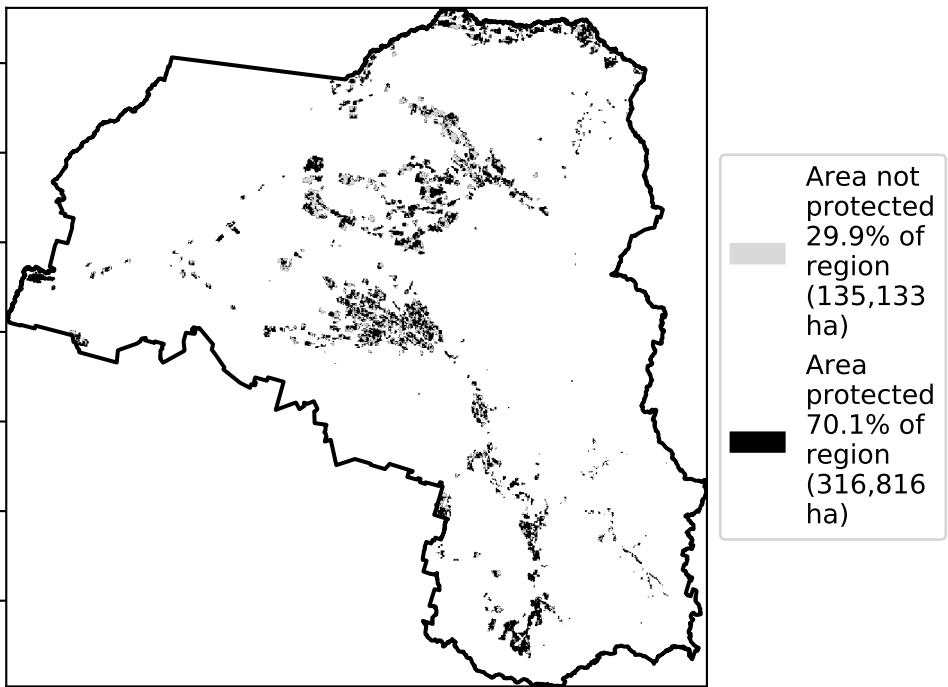 Area not
protected
29.9% of
region
(135,133
ha)
Area
protected
70.1% of
region
(316,816
ha)